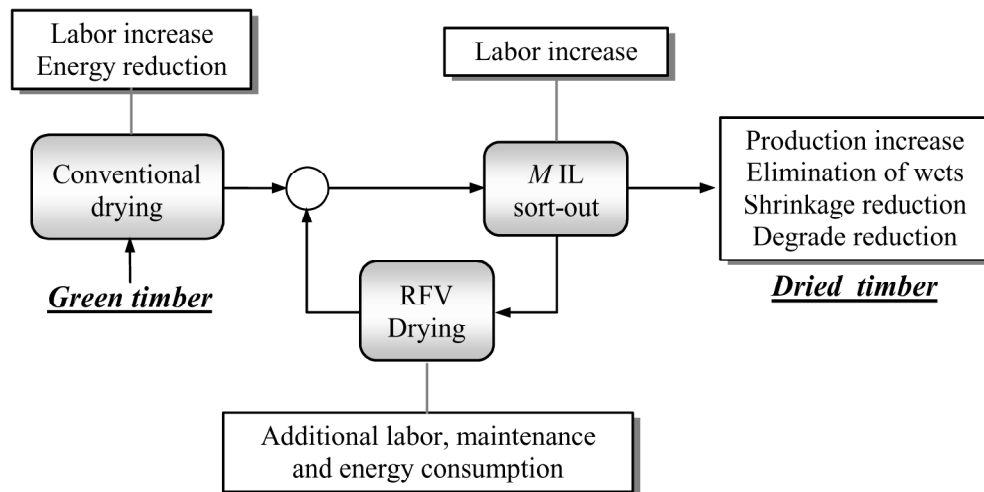 Labor increase
Energy reduction
Labor increase
Conventional
drying
M IL
sort-out
Production increase
Elimination of wets
Shrinkage reduction
Degrade reduction
Green timber
RFV
Drying
Dried timber
Additional labor, maintenance
and energy consumption